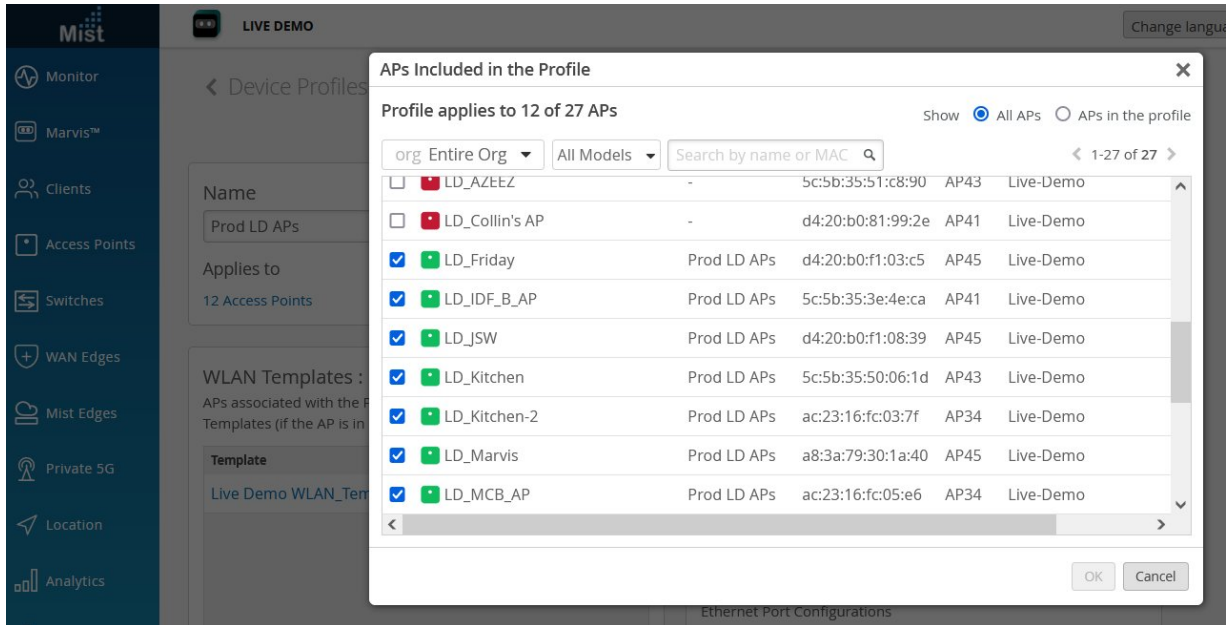 Mist
LIVE DEMO
Change langua
Monitor
Marvis™
Clients
Access Points
Switches
WAN Edges
Mist Edges
Private 5G
Location
Analytics
Device Profiles
Name
Prod LD APs
Applies to
12 Access Points
WLAN Templates :
APs associated with the P
Templates (if the AP is in
Template
Live Demo WLAN_Tem
APs Included in the Profile
Profile applies to 12 of 27 APs
Show All APs APs in the profile
org Entire Org All Models Search by name or MAC 1-27 of 27
LD_AZEEZ - 5c:5b:35:51:c8:90 AP43 Live-Demo
LD_Collin's AP - d4:20:b0:81:99:2e AP41 Live-Demo
LD_Friday Prod LD APs d4:20:b0:f1:03:c5 AP45 Live-Demo
LD_IDF_B_AP Prod LD APs 5c:5b:35:3e:4e:ca AP41 Live-Demo
LD_JSW Prod LD APs d4:20:b0:f1:08:39 AP45 Live-Demo
LD_Kitchen Prod LD APs 5c:5b:35:50:06:1d AP43 Live-Demo
LD_Kitchen-2 Prod LD APs ac:23:16:fc:03:7f AP34 Live-Demo
LD_Marvis Prod LD APs a8:3a:79:30:1a:40 AP45 Live-Demo
LD_MCB_AP Prod LD APs ac:23:16:fc:05:e6 AP34 Live-Demo
OK Cancel
Ethernet Port Configurations